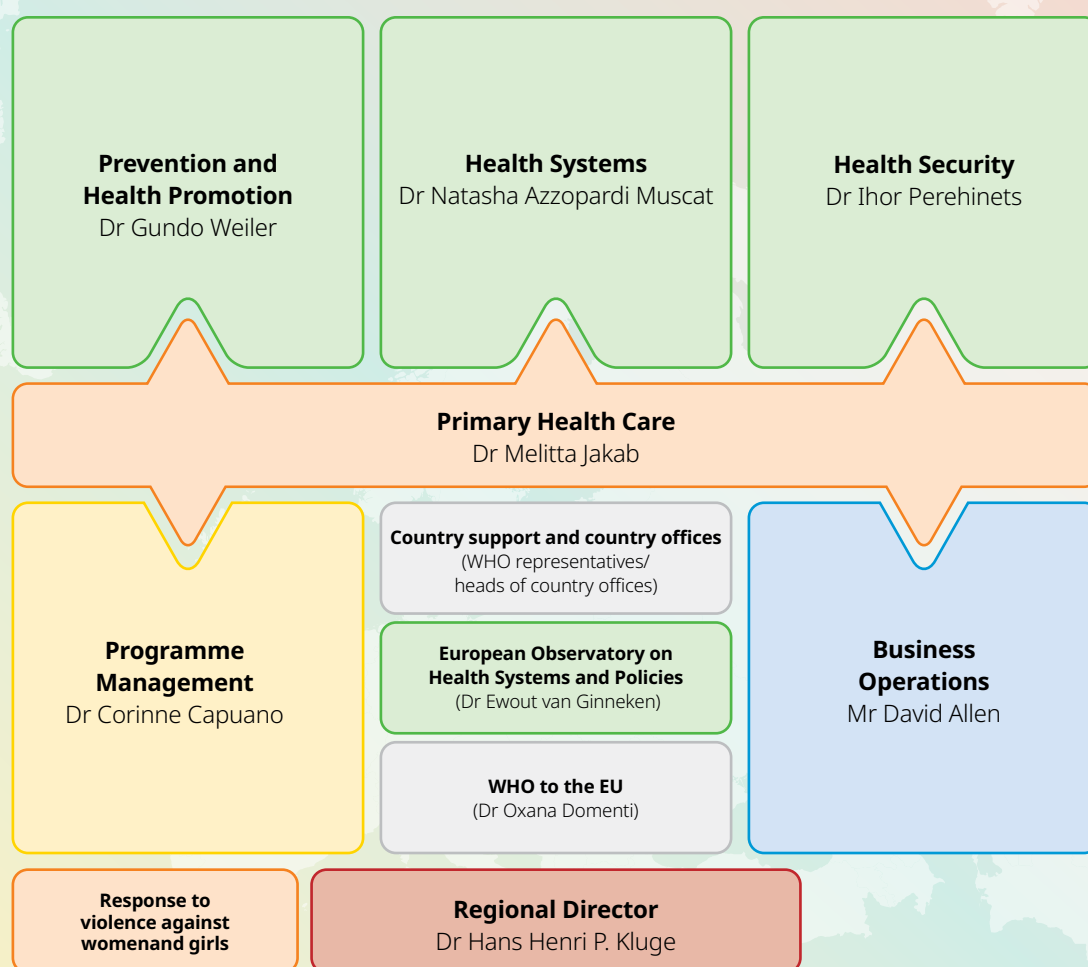 Prevention and
Health Promotion
Dr Gundo Weiler
Health Systems
Dr Natasha Azzopardi Muscat
Health Security
Dr Ihor Perehinets
Primary Health Care
Dr Melitta Jakab
Programme
Management
Dr Corinne Capuano
Country support and country offices
(WHO representatives/
heads of country offices)
European Observatory on
Health Systems and Policies
(Dr Ewout van Ginneken)
WHO to the EU
(Dr Oxana Domenti)
Business
Operations
Mr David Allen
Response to
violence against
womenand girls
Regional Director
Dr Hans Henri P. Kluge